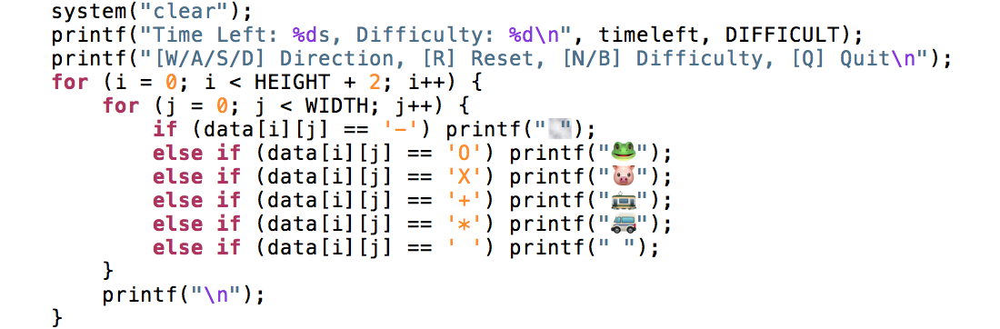 system("clear");
printf("Time Left: %ds, Difficulty: %d\n", timeleft, DIFFICULT);
printf("[W/A/S/D] Direction, [R] Reset, [N/B] Difficulty, [Q] Quit\n");
for (i = 0; i < HEIGHT + 2; i++) {
    for (j = 0; j < WIDTH; j++) {
        if (data[i][j] == '-') printf("⬜");
        else if (data[i][j] == 'O') printf("🐸");
        else if (data[i][j] == 'X') printf("🐷");
        else if (data[i][j] == '+') printf("🚋");
        else if (data[i][j] == '*') printf("🚐");
        else if (data[i][j] == ' ') printf(" ");
    }
    printf("\n");
}